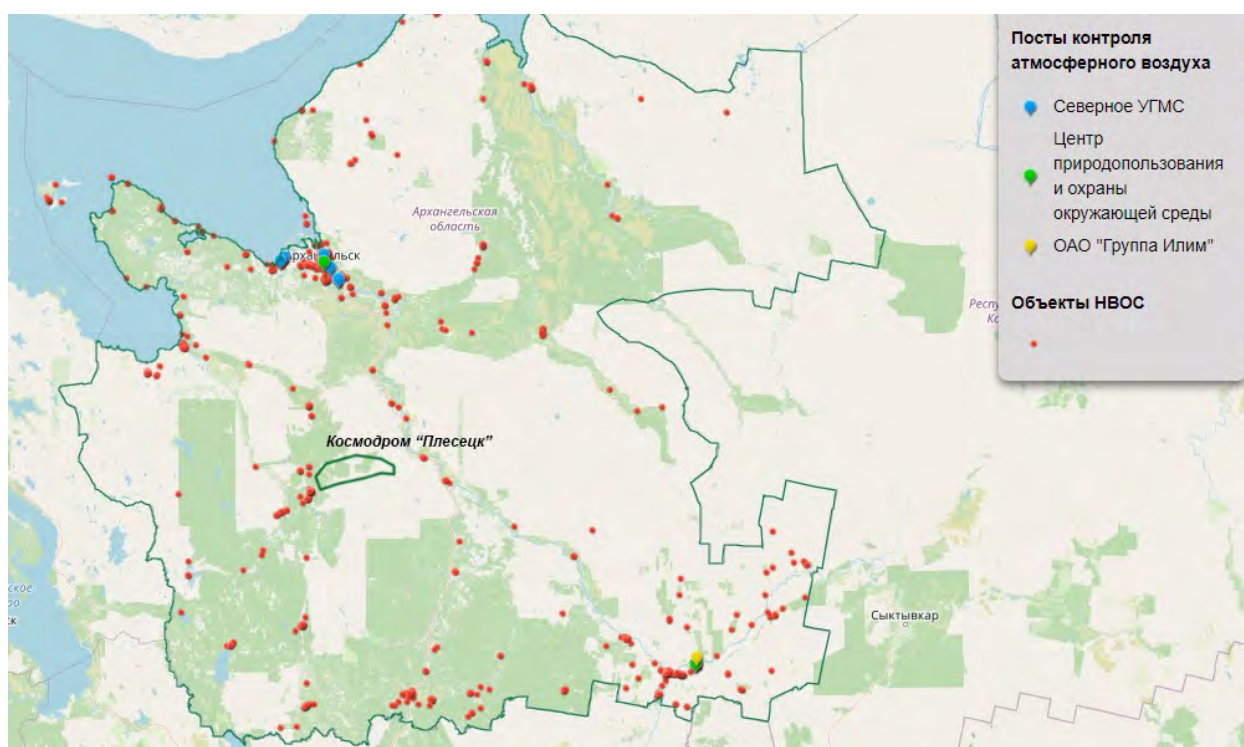 Посты контроля
атмосферного воздуха
Северное УГМС
Центр
природопользования
и охраны
окружающей среды
ОАО "Группа Илим"
Объекты НВОС
Архангельская
область
Космодром “Плесецк”
Сыктывкар